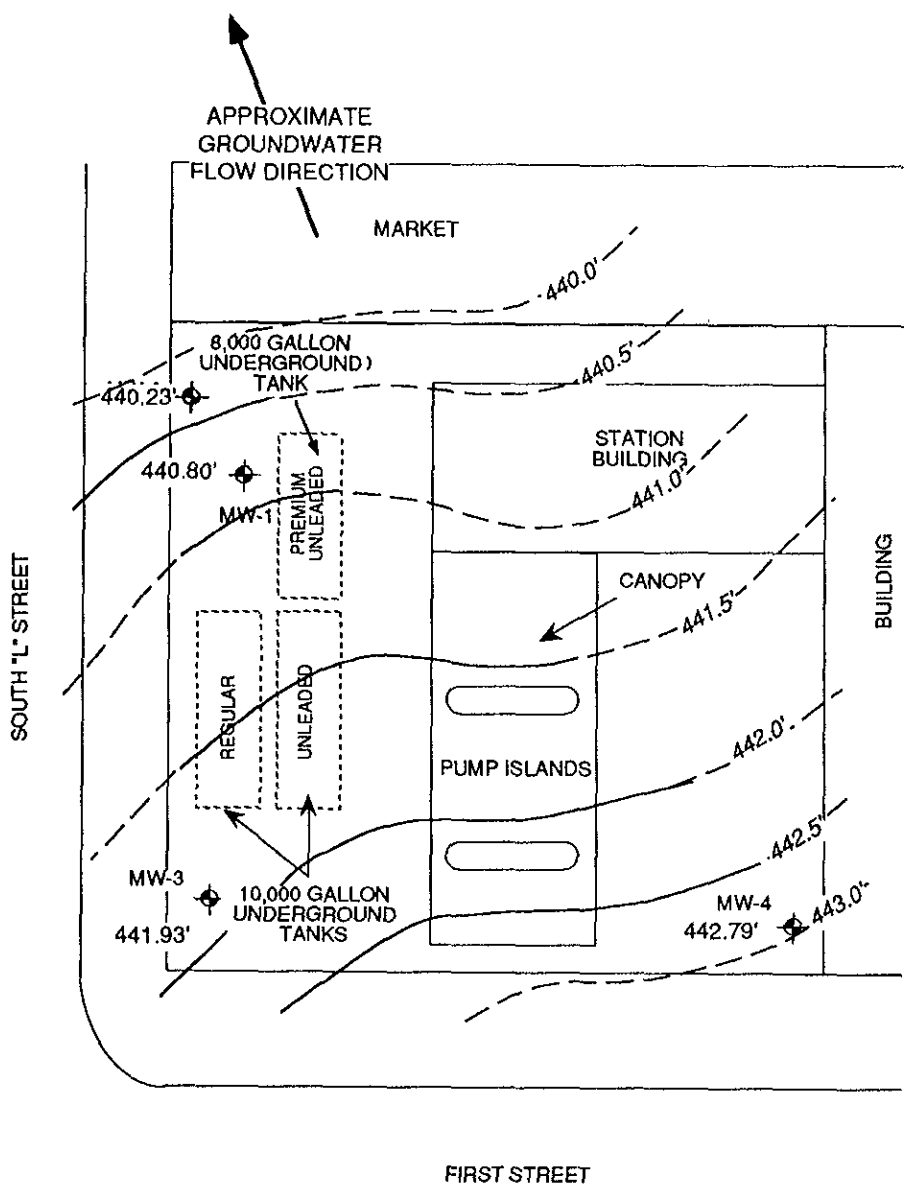 APPROXIMATE
GROUNDWATER
FLOW DIRECTION
MARKET
440.0'
8,000 GALLON
UNDERGROUND)
TANK
440.5'
440.23'
STATION
BUILDING
441.0'
440.80'
MW-1
PREMIUM
UNLEADED
CANOPY
441.5'
BUILDING
SOUTH "L" STREET
REGULAR
UNLEADED
PUMP ISLANDS
442.0'
442.5'
MW-3
441.93'
10,000 GALLON
UNDERGROUND
TANKS
MW-4
442.79'
443.0'
FIRST STREET